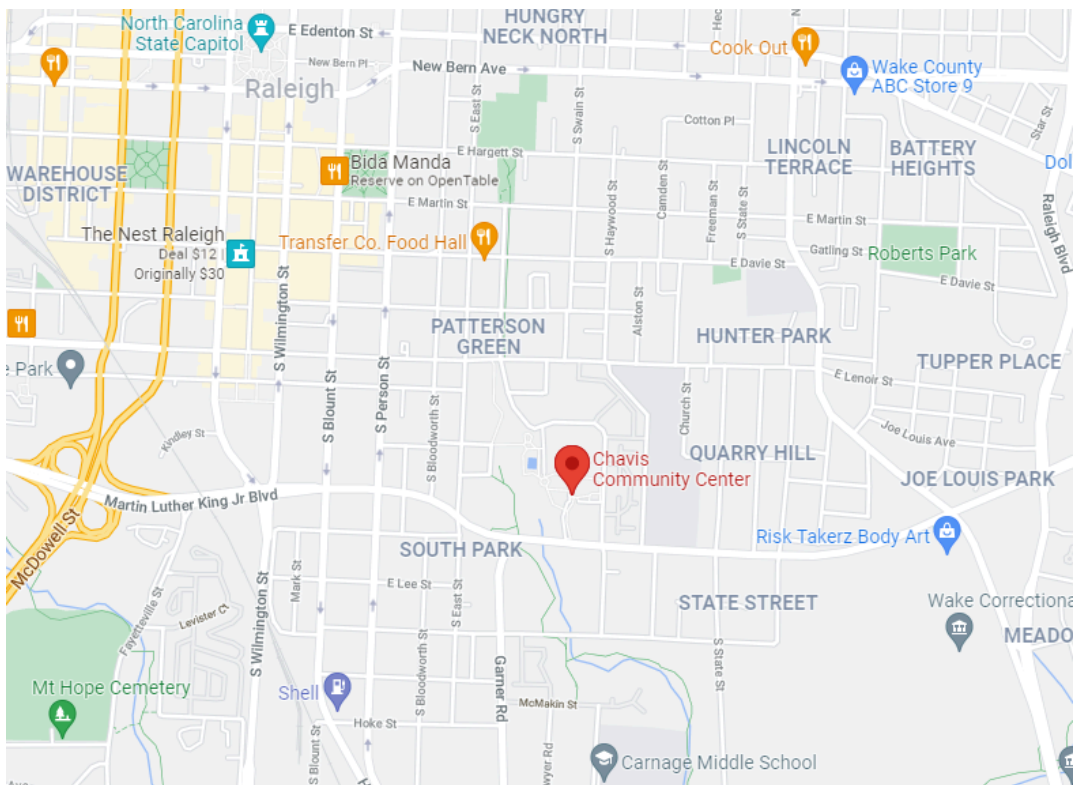 HUNGRY
NECK NORTH
North Carolina
State Capitol
E Edenton St
Cook Out
New Bern Pl
New Bern Ave
Wake County
ABC Store 9
Raleigh
S East St
S Swain St
Cotton Pl
Star St
E Hargett St
LINCOLN
TERRACE
BATTERY
HEIGHTS
WAREHOUSE
DISTRICT
Bida Manda
Reserve on OpenTable
Raleigh Blvd
E Martin St
S Haywood St
Camden St
Freeman St
S State St
E Martin St
The Nest Raleigh
Deal $12
Originally $30
Transfer Co. Food Hall
Gatling St
Roberts Park
E Davie St
E Davie St
S Wilmington St
Alston St
PATTERSON
GREEN
HUNTER PARK
TUPPER PLACE
S Blount St
S Person St
E Lenoir St
S Bloodworth St
Church St
Joe Louis Ave
Kindley St
Chavis
Community Center
QUARRY HILL
JOE LOUIS PARK
Martin Luther King Jr Blvd
McDowell St
SOUTH PARK
Risk Takerz Body Art
Mark St
E Lee St
S East St
STATE STREET
Fayetteville St
Levister Ct
S Wilmington St
Wake Correctiona
MEADO
S Bloodworth St
Garner Rd
S State St
Mt Hope Cemetery
Shell
McMakin St
Hoke St
S Blount St
Carnage Middle School